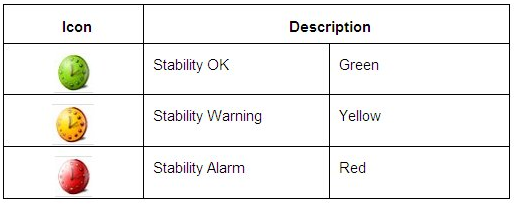 Icon Description
Stability OK Green
Stability Warning Yellow
Stability Alarm Red